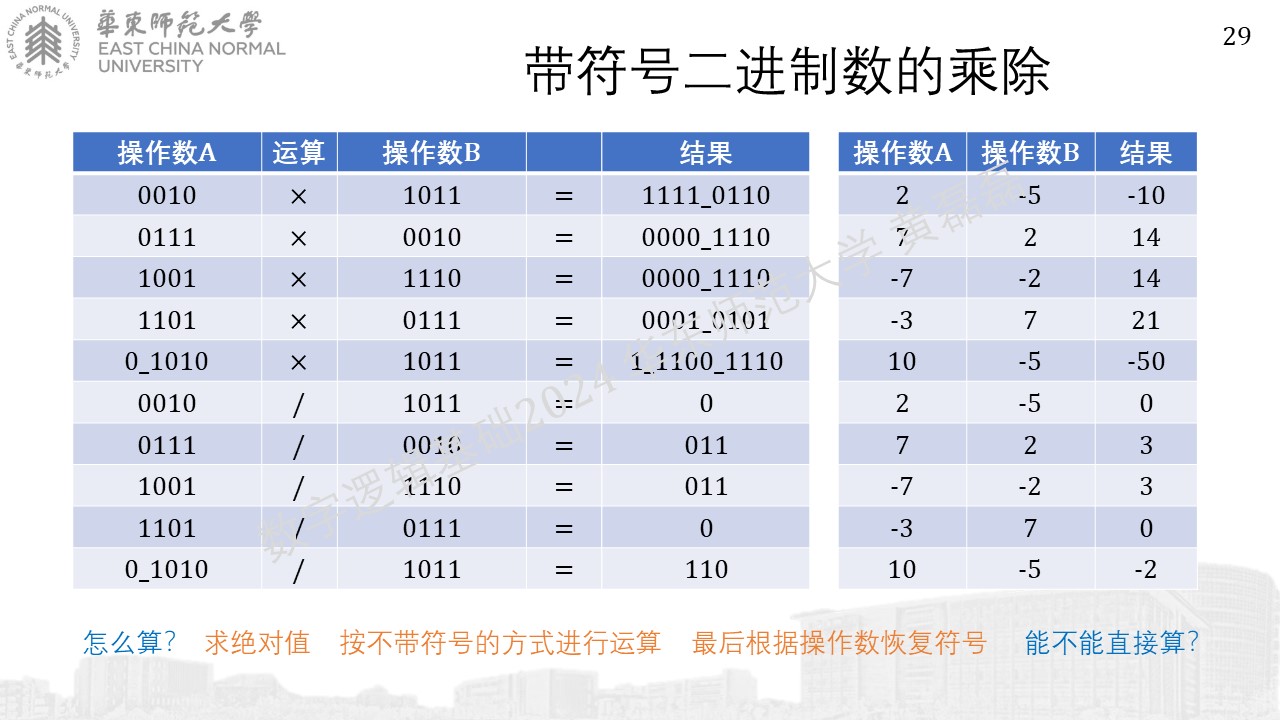 華東師範大學
EAST CHINA NORMAL
UNIVERSITY
EAST CHINA NORMAL UNIVERSITY
華東師范大學
29
带符号二进制数的乘除
操作数A 运算 操作数B 结果
0010 × 1011 = 1111_0110
0111 × 0010 = 0000_1110
1001 × 1110 = 0000_1110
1101 × 0111 = 0001_0101
0_1010 × 1011 = 1_1100_1110
0010 / 1011 = 0
0111 / 0010 = 011
1001 / 1110 = 011
1101 / 0111 = 0
0_1010 / 1011 = 110
操作数A 操作数B 结果
2 -5 -10
7 2 14
-7 -2 14
-3 7 21
10 -5 -50
2 -5 0
7 2 3
-7 -2 3
-3 7 0
10 -5 -2
数字逻辑基础2024 华东师范大学 黄磊磊
怎么算? 求绝对值 按不带符号的方式进行运算 最后根据操作数恢复符号 能不能直接算?